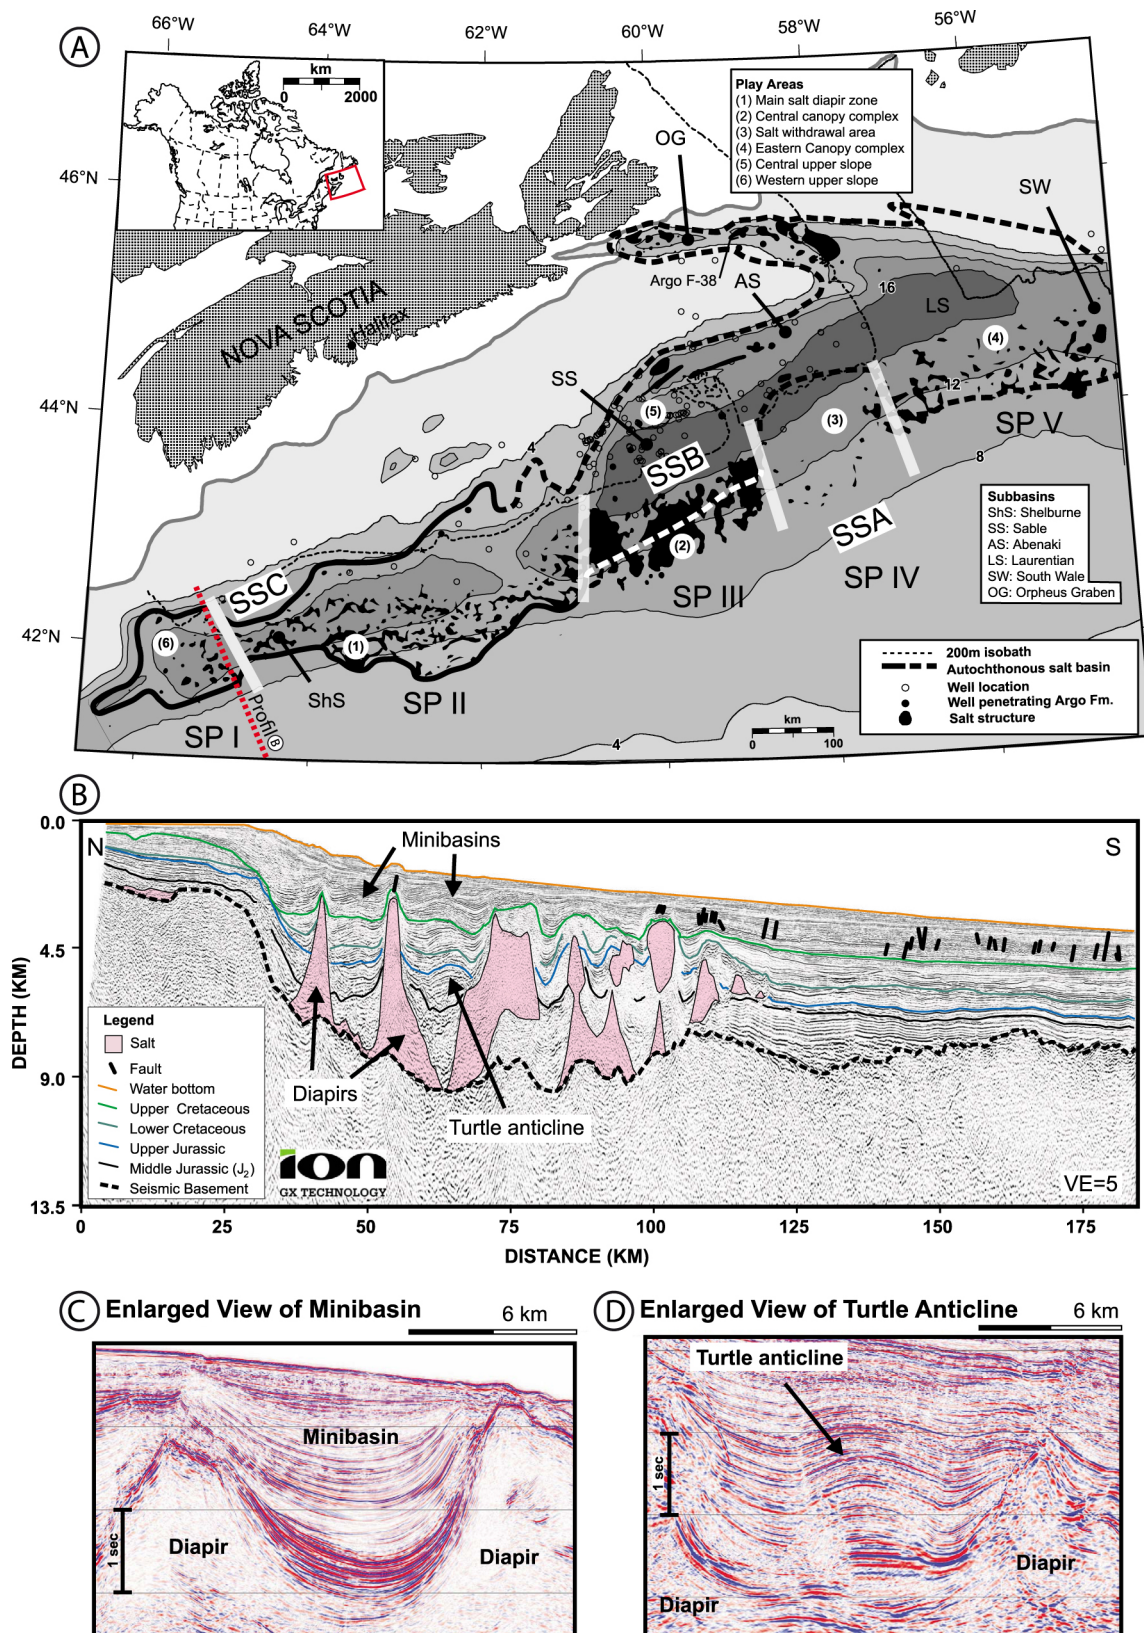 A
66°W
64°W
62°W
60°W
58°W
56°W
46°N
44°N
42°N
km
0
2000
Play Areas
(1) Main salt diapir zone
(2) Central canopy complex
(3) Salt withdrawal area
(4) Eastern Canopy complex
(5) Central upper slope
(6) Western upper slope
OG
SW
Argo F-38
AS
16
LS
NOVA SCOTIA
Halifax
(4)
SS
12
(5)
(3)
SP V
4
SSB
8
Subbasins
ShS: Shelburne
SS: Sable
AS: Abenaki
LS: Laurentian
SW: South Wale
OG: Orpheus Graben
SSA
(2)
SP IV
SSC
SP III
(6)
(1)
ShS
SP II
Profil B
SP I
4
200m isobath
Autochthonous salt basin
Well location
Well penetrating Argo Fm.
Salt structure
km
0
100
B
0.0
4.5
9.0
13.5
DEPTH (KM)
N
S
Minibasins
Diapirs
Turtle anticline
Legend
Salt
Fault
Water bottom
Upper Cretaceous
Lower Cretaceous
Upper Jurassic
Middle Jurassic (J2)
Seismic Basement
ion
GX TECHNOLOGY
VE=5
0
25
50
75
100
125
150
175
DISTANCE (KM)
C
Enlarged View of Minibasin
6 km
Minibasin
1 sec
Diapir
Diapir
D
Enlarged View of Turtle Anticline
6 km
Turtle anticline
1 sec
Diapir
Diapir